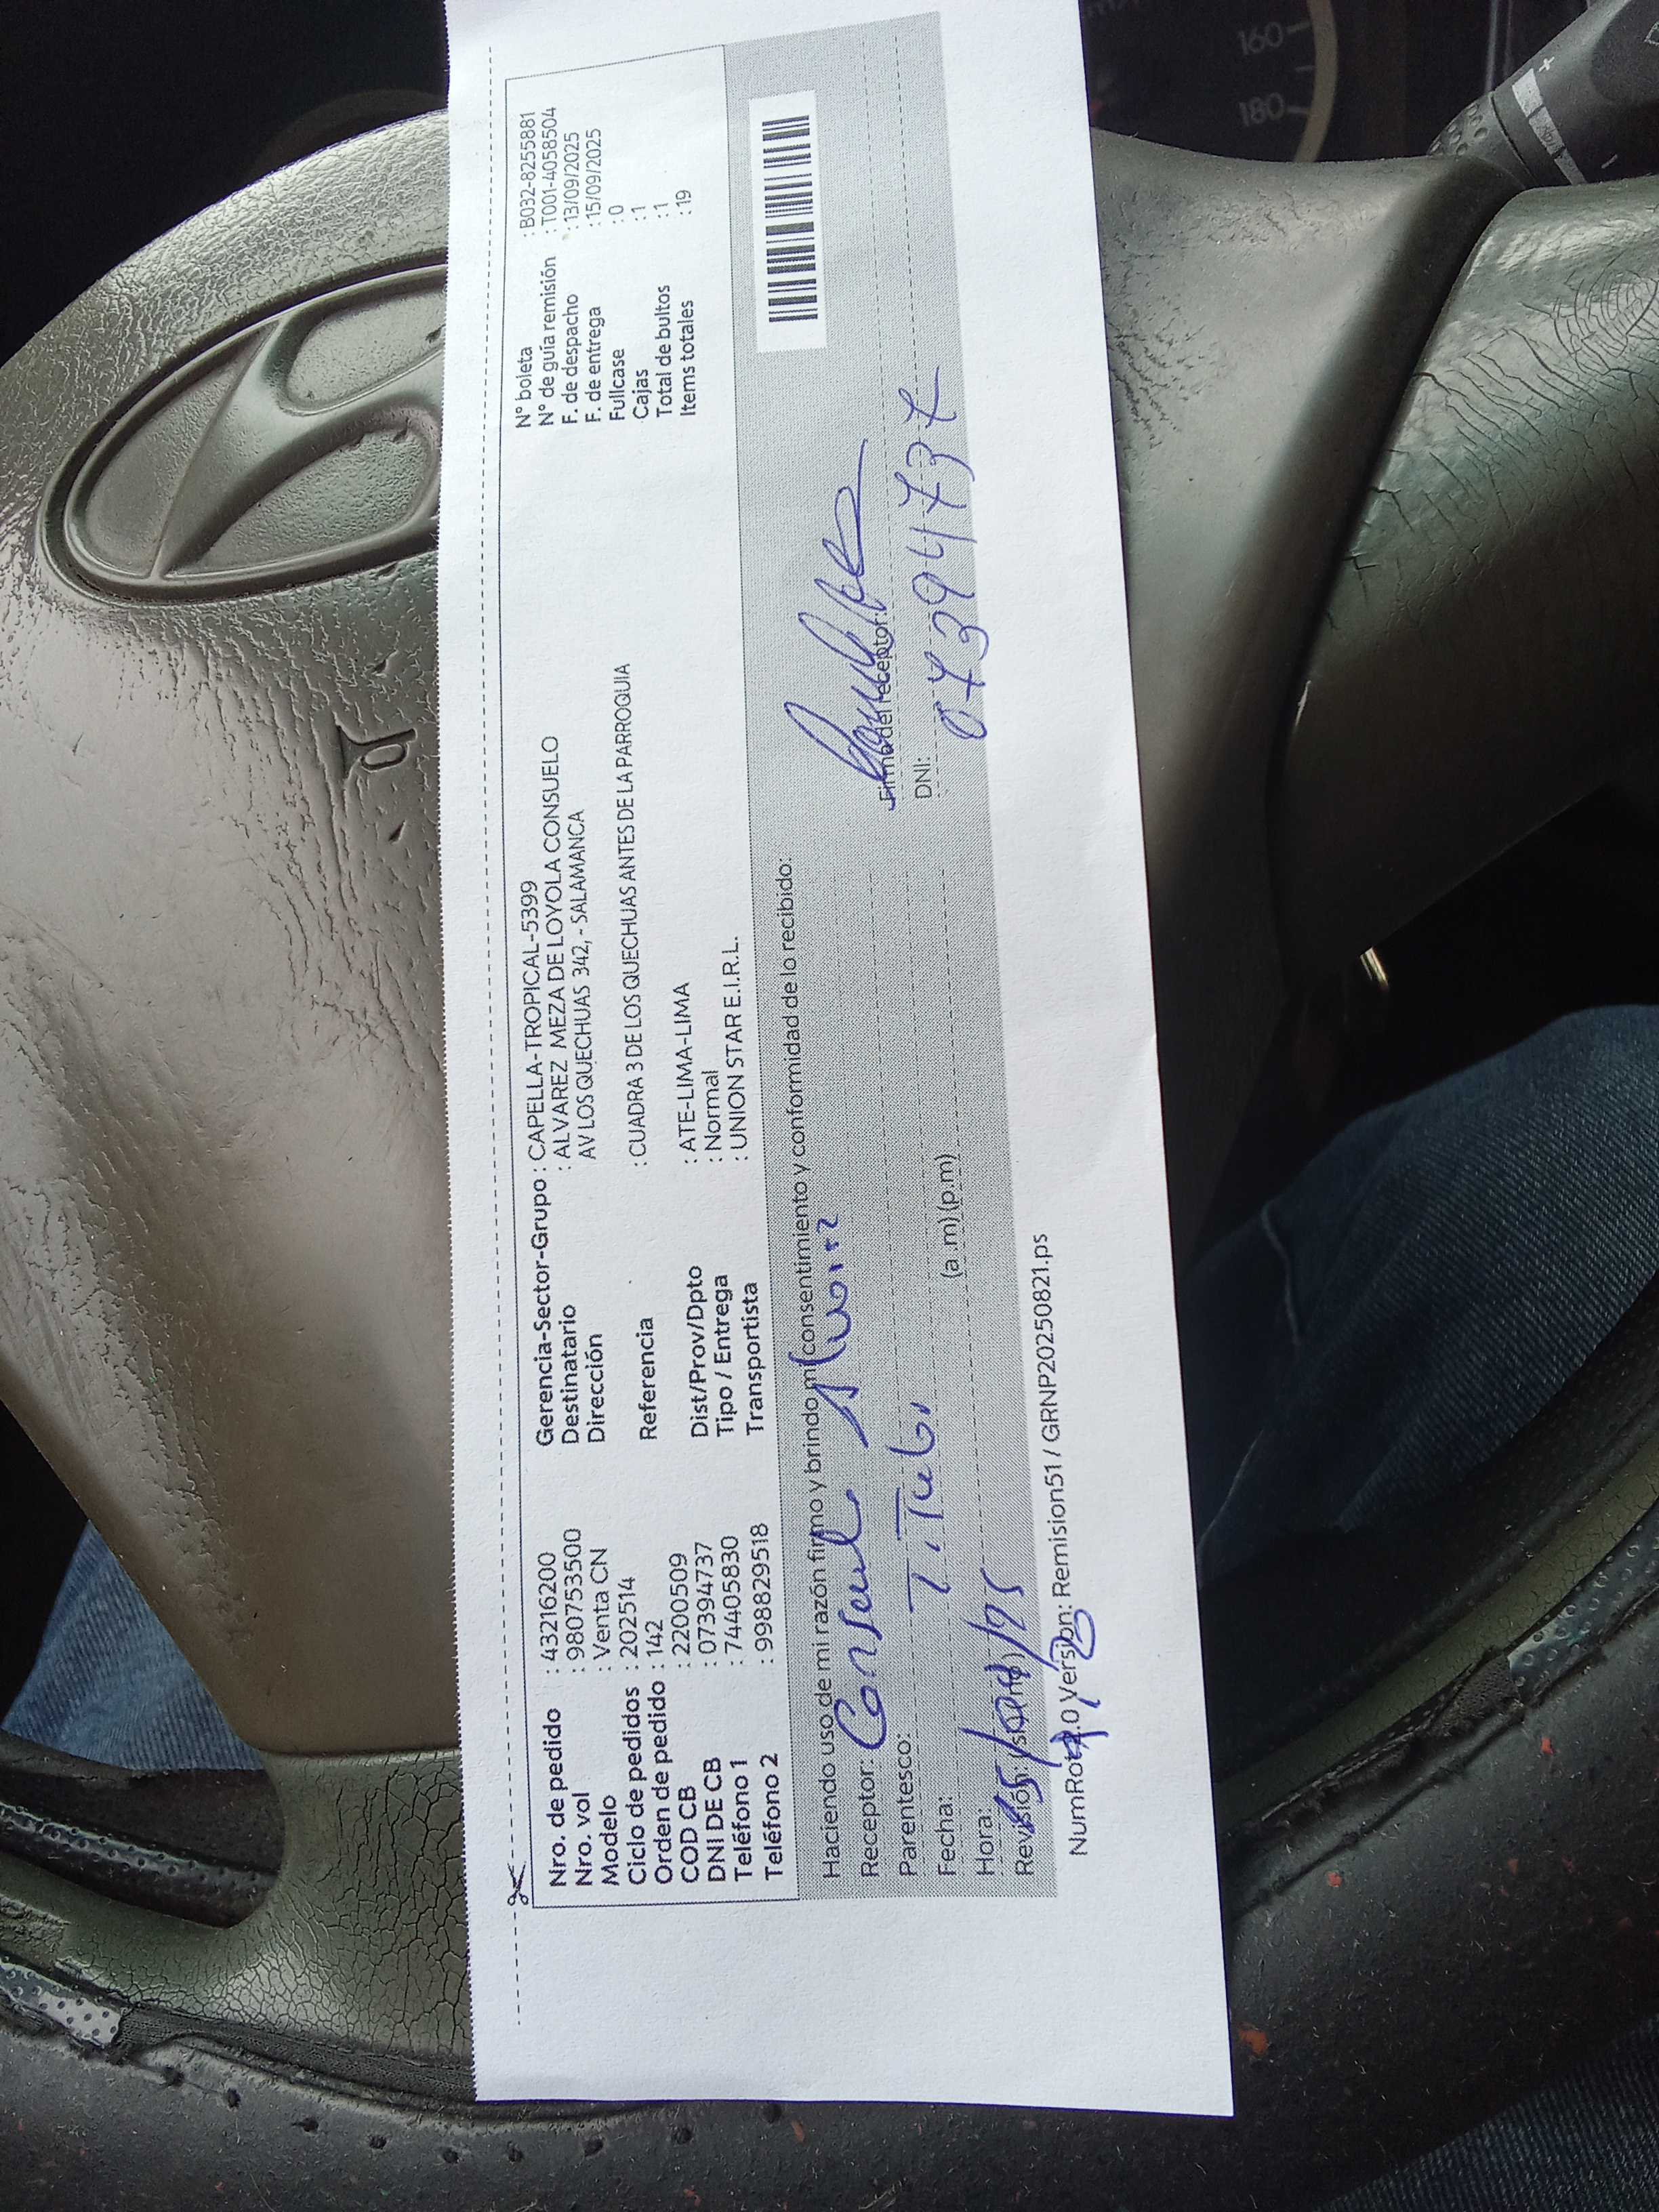 Nro. de pedido : 43216200 Gerencia-Sector-Grupo : CAPELLA-TROPICAL-5399 N° boleta : B032-8255881
Nro. vol : 980753500 Destinatario : ALVAREZ MEZA DE LOYOLA CONSUELO N° de guía remisión : T001-4058504
Modelo : Venta CN Dirección AV LOS QUECHUAS 342, - SALAMANCA F. de despacho : 13/09/2025
Ciclo de pedidos : 202514 F. de entrega : 15/09/2025
Orden de pedido : 142 Referencia : CUADRA 3 DE LOS QUECHUAS ANTES DE LA PARROQUIA Fullcase : 0
COD CB : 2200509 Cajas : 1
DNI DE CB : 07394737 Dist/Prov/Dpto : ATE-LIMA-LIMA Total de bultos : 1
Teléfono 1 : 74405830 Tipo / Entrega : Normal Items totales : 19
Teléfono 2 : 998829518 Transportista : UNION STAR E.I.R.L.
Haciendo uso de mi razón firmo y brindo mi consentimiento y conformidad de lo recibido:
Receptor: Consuelo Alvarez
Parentesco: Titular Firma del receptor:
Fecha: 15/09/25 DNI: 07394737
Hora: (a.m)(p.m)
NumRot: 2.0 Version: Remision51 / GRNP20250821.ps
160
180